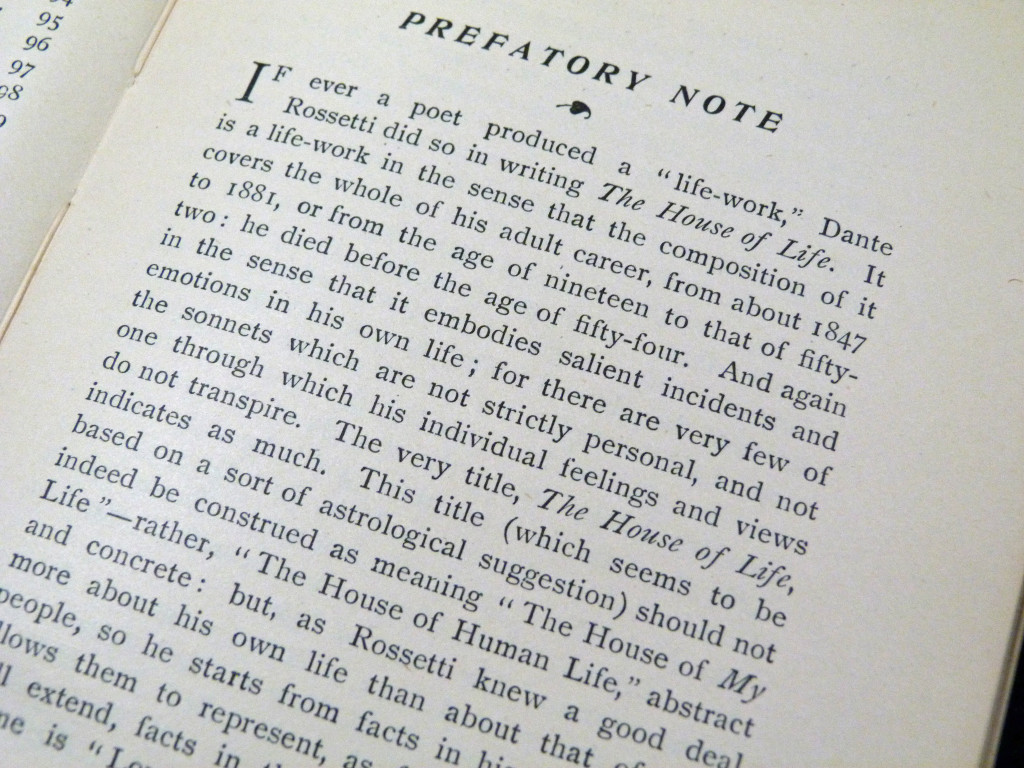 95
96
97
PREFATORY NOTE
IF ever a poet produced a “life-work,” Dante
Rossetti did so in writing The House of Life. It
is a life-work in the sense that the composition of it
covers the whole of his adult career, from about 1847
to 1881, or from the age of nineteen to that of fifty-
two: he died before the age of fifty-four. And again
in the sense that it embodies salient incidents and
emotions in his own life; for there are very few of
the sonnets which are not strictly personal, and not
one through which his individual feelings and views
do not transpire. The very title, The House of Life,
indicates as much. This title (which seems to be
based on a sort of astrological suggestion) should not
indeed be construed as meaning “The House of My
Life”—rather, “The House of Human Life,” abstract
and concrete: but, as Rossetti knew a good deal
more about his own life than about that
people, so he starts from facts in his
them to represent, as
extend, facts in
is “